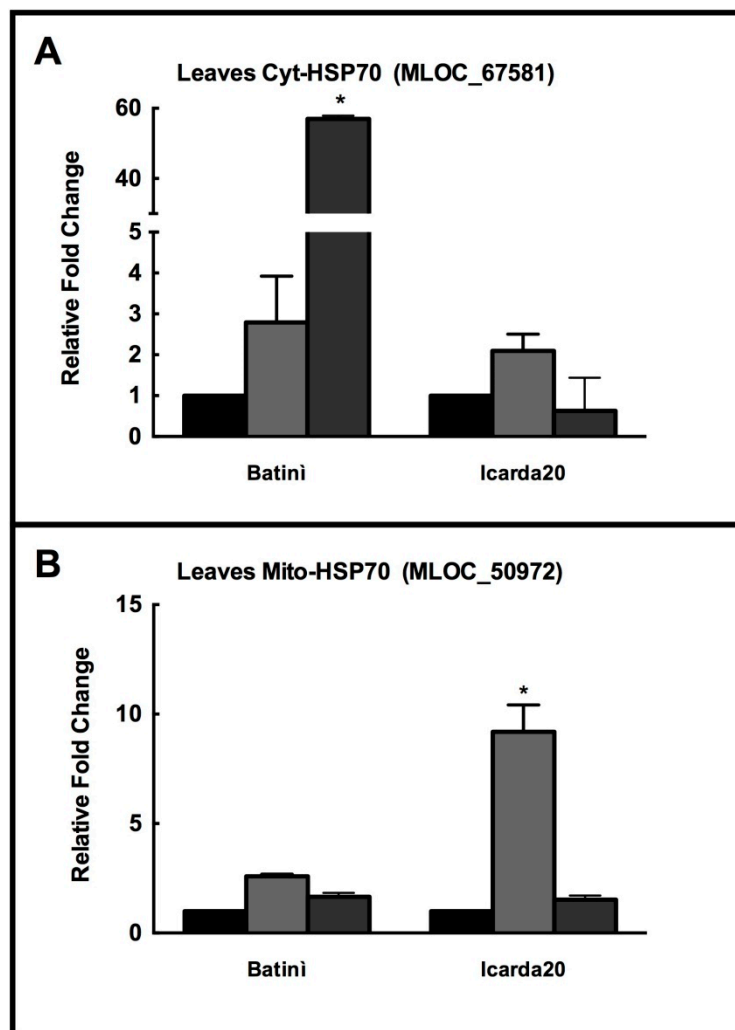 A
Leaves Cyt-HSP70 (MLOC_67581)
*
60
40
5
4
3
2
1
0
Relative Fold Change
Batinì
Icarda20
B
Leaves Mito-HSP70 (MLOC_50972)
15
*
10
5
0
Relative Fold Change
Batinì
Icarda20